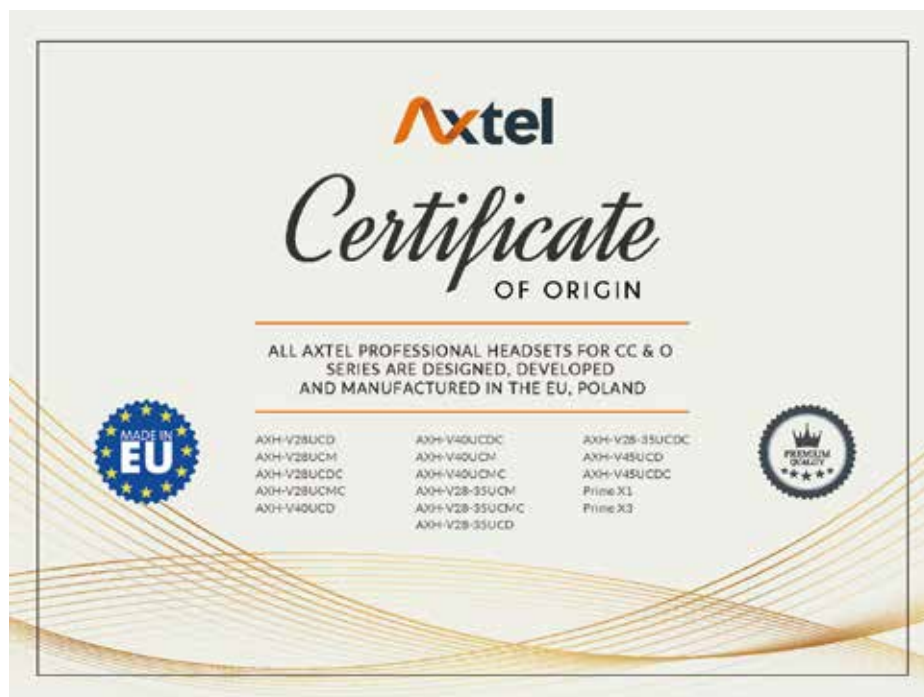 Axtel
Certificate
OF ORIGIN
ALL AXTEL PROFESSIONAL HEADSETS FOR CC & O
SERIES ARE DESIGNED, DEVELOPED
AND MANUFACTURED IN THE EU, POLAND
MADE IN
EU
AXH-V28UCD
AXH-V28UCM
AXH-V28UCDC
AXH-V28UCMC
AXH-V40UCD
AXH-V40UCDC
AXH-V40UCM
AXH-V40UCMC
AXH-V28-35UCM
AXH-V28-35UCMC
AXH-V28-35UCD
AXH-V28-35UCDC
AXH-V45UCD
AXH-V45UCDC
Prime X1
Prime X3
PREMIUM
QUALITY